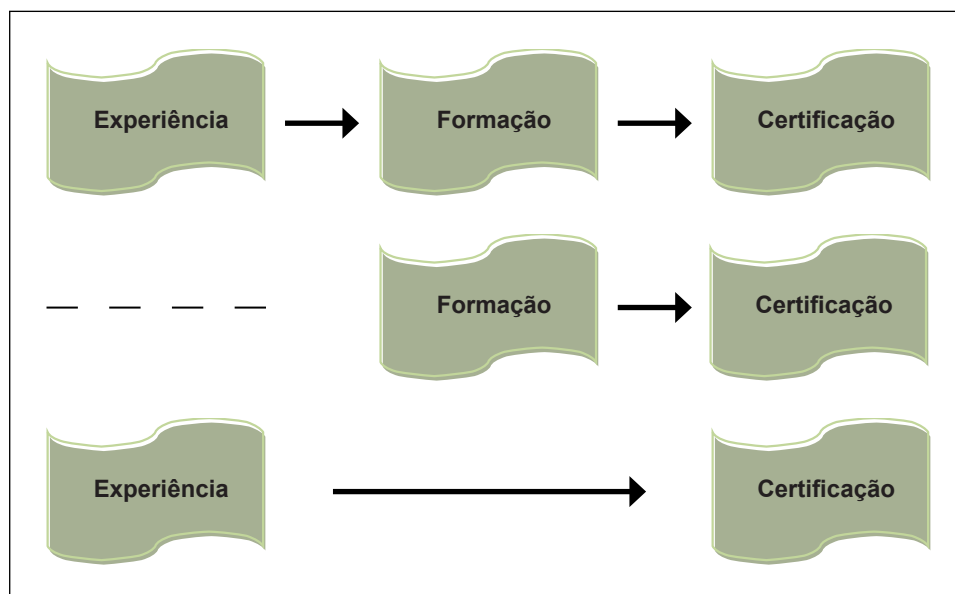 Experiência
Formação
Certificação
Formação
Certificação
Experiência
Certificação